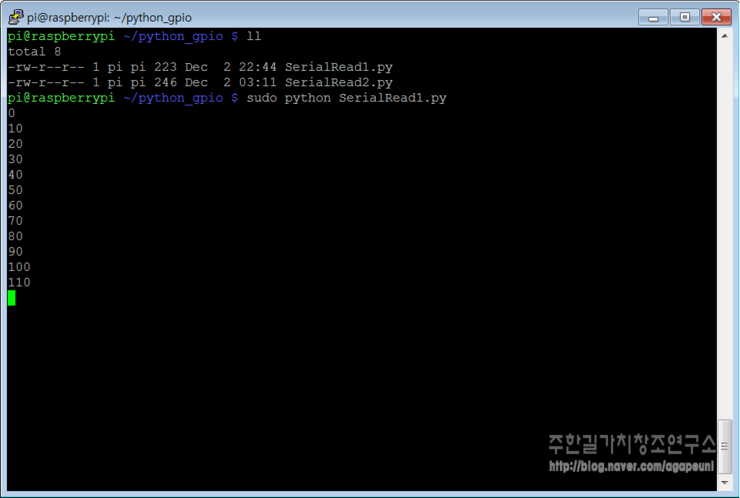 pi@raspberrypi: ~/python_gpio
pi@raspberrypi ~/python_gpio $ ll
total 8
-rw-r--r-- 1 pi pi 223 Dec  2 22:44 SerialRead1.py
-rw-r--r-- 1 pi pi 246 Dec  2 03:11 SerialRead2.py
pi@raspberrypi ~/python_gpio $ sudo python SerialRead1.py
0
10
20
30
40
50
60
70
80
90
100
110
주한길가치창조연구소
http://blog.naver.com/agapeuni